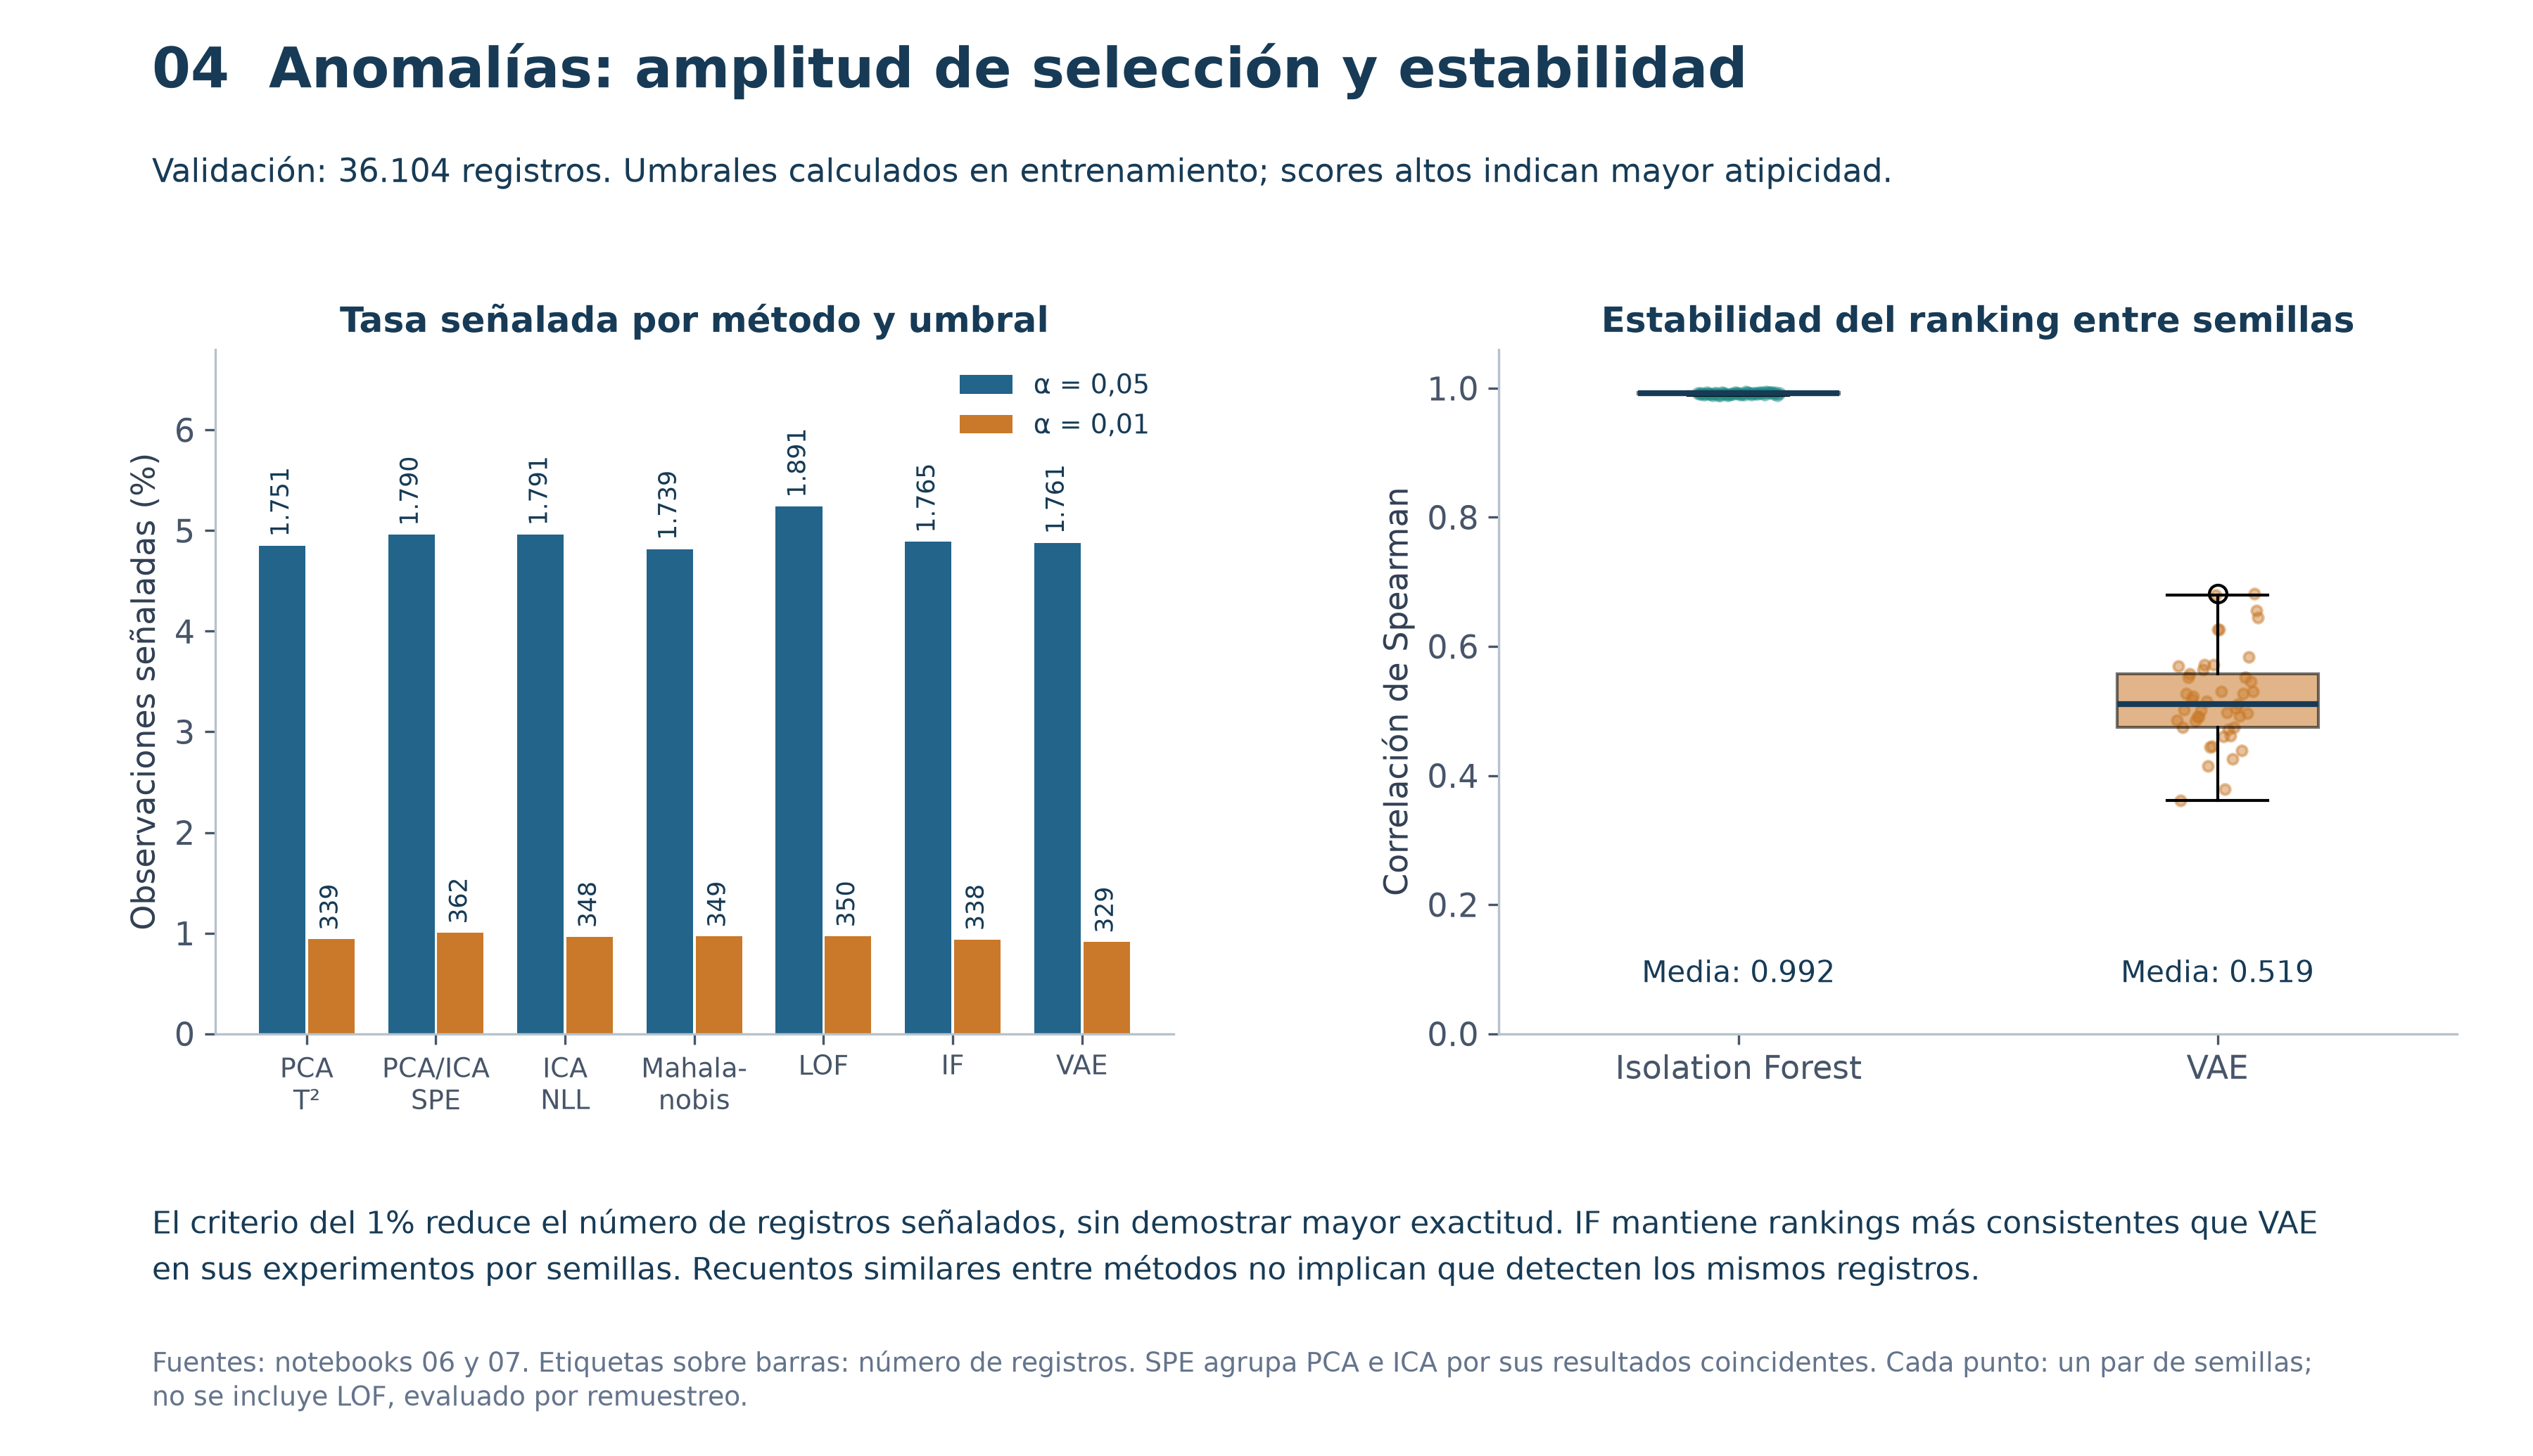 04 Anomalías: amplitud de selección y estabilidad
Validación: 36.104 registros. Umbrales calculados en entrenamiento; scores altos indican mayor atipicidad.
Tasa señalada por método y umbral
α = 0,05
α = 0,01
Observaciones señaladas (%)
6
5
4
3
2
1
0
1.751
339
1.790
362
1.791
348
1.739
349
1.891
350
1.765
338
1.761
329
PCA
T²
PCA/ICA
SPE
ICA
NLL
Mahala-
nobis
LOF
IF
VAE
Estabilidad del ranking entre semillas
Correlación de Spearman
1.0
0.8
0.6
0.4
0.2
0.0
Media: 0.992
Media: 0.519
Isolation Forest
VAE
El criterio del 1% reduce el número de registros señalados, sin demostrar mayor exactitud. IF mantiene rankings más consistentes que VAE
en sus experimentos por semillas. Recuentos similares entre métodos no implican que detecten los mismos registros.
Fuentes: notebooks 06 y 07. Etiquetas sobre barras: número de registros. SPE agrupa PCA e ICA por sus resultados coincidentes. Cada punto: un par de semillas;
no se incluye LOF, evaluado por remuestreo.